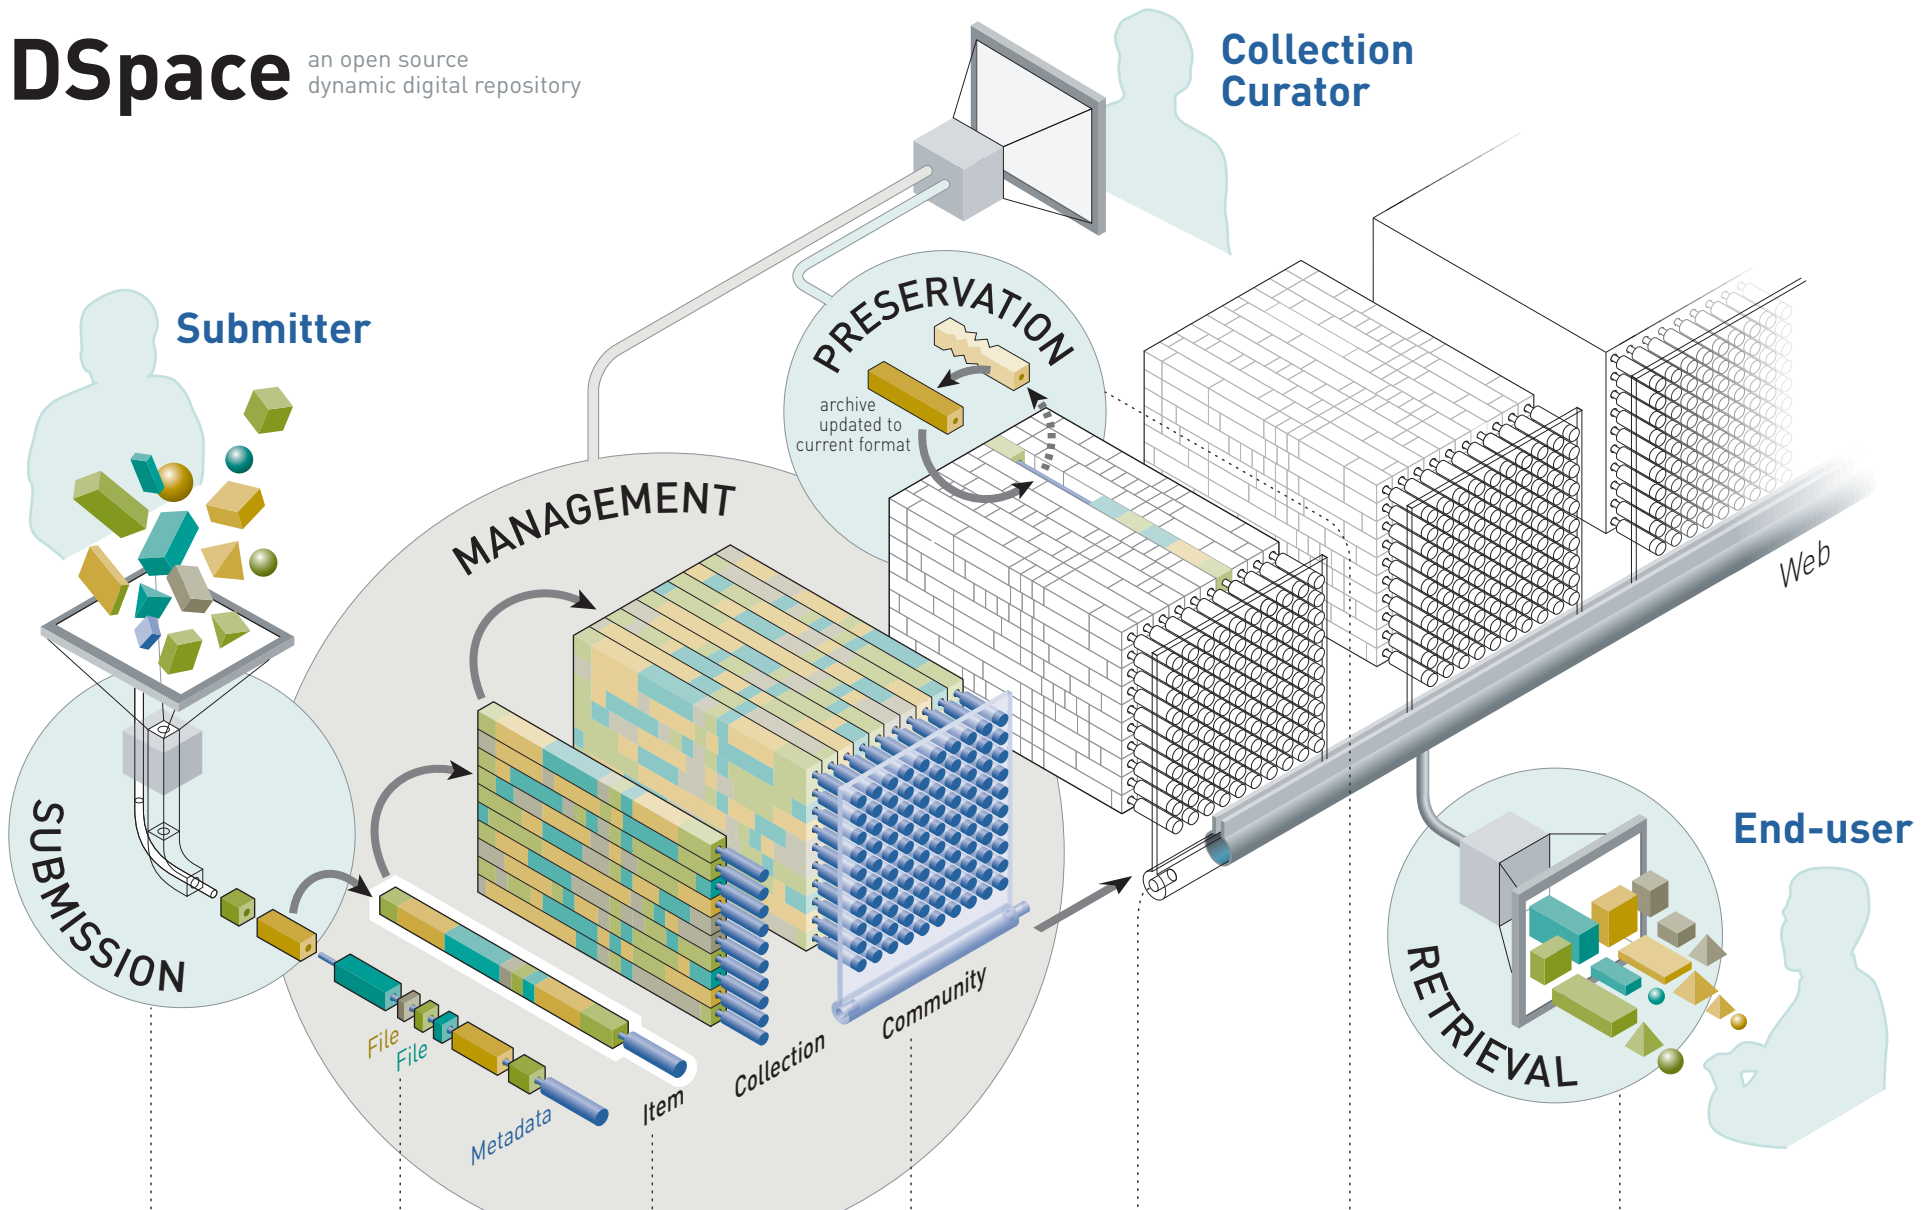 DSpace
an open source
dynamic digital repository
Collection
Curator
Submitter
PRESERVATION
archive
updated to
current format
MANAGEMENT
Web
SUBMISSION
File
File
Metadata
Item
Collection
Community
End-user
RETRIEVAL